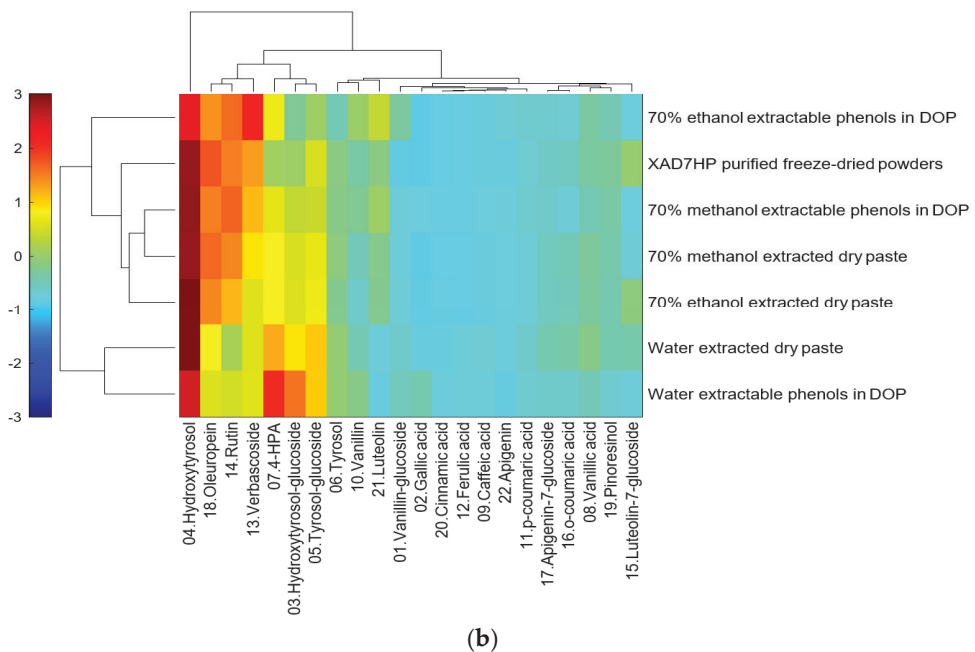 3
2
1
0
-1
-2
-3
70% ethanol extractable phenols in DOP
XAD7HP purified freeze-dried powders
70% methanol extractable phenols in DOP
70% methanol extracted dry paste
70% ethanol extracted dry paste
Water extracted dry paste
Water extractable phenols in DOP
04.Hydroxytyrosol
18.Oleuropein
14.Rutin
13.Verbascoside
07.4-HPA
03.Hydroxytyrosol-glucoside
05.Tyrosol-glucoside
06.Tyrosol
10.Vanillin
21.Luteolin
01.Vanillin-glucoside
02.Gallic acid
20.Cinnamic acid
12.Ferulic acid
09.Caffeic acid
22.Apigenin
11.p-coumaric acid
17.Apigenin-7-glucoside
16.o-coumaric acid
08.Vanillic acid
19.Pinoresinol
15.Luteolin-7-glucoside
(b)